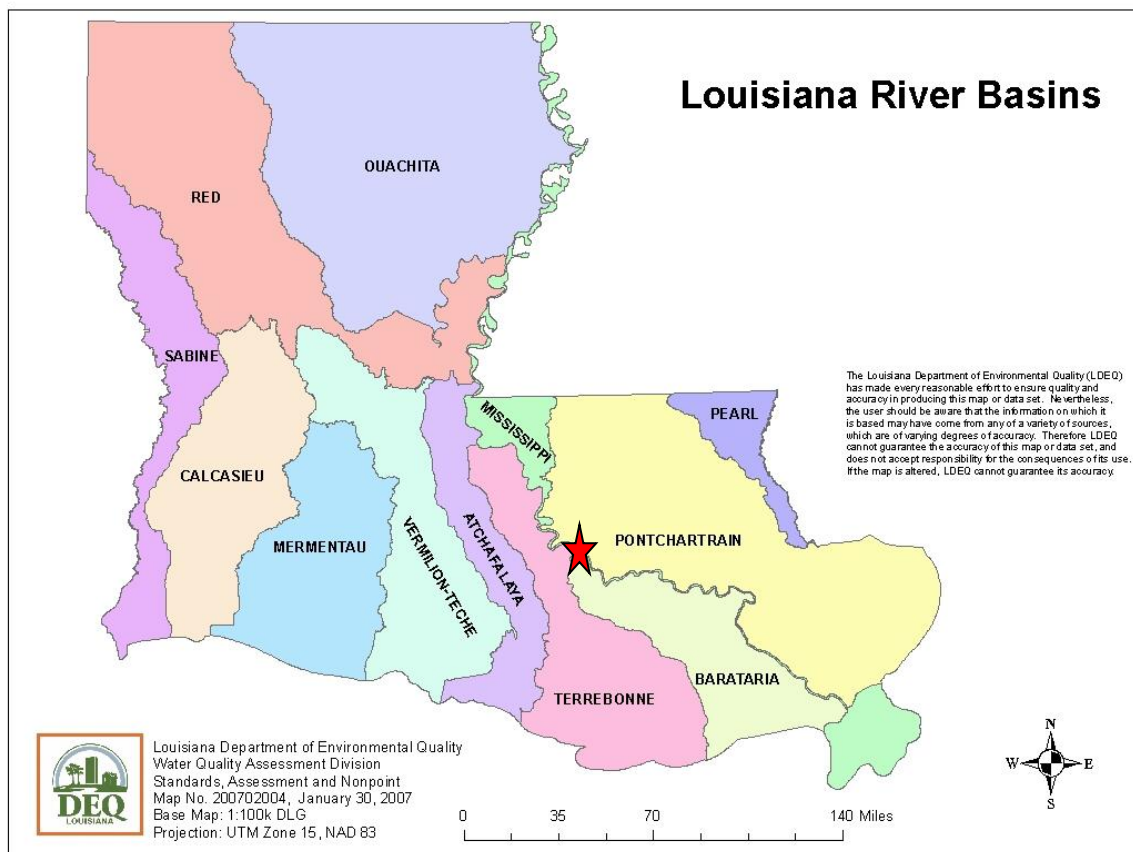 Louisiana River Basins
OUACHITA
RED
SABINE
The Louisiana Department of Environmental Quality (LDEQ)
has made every reasonable effort to ensure quality and
accuracy in producing this map or data set. Nevertheless,
the user should be aware that the information on which it
is based may have come from any of a variety of sources,
which are of varying degrees of accuracy. Therefore LDEQ
cannot guarantee the accuracy of this map or data set, and
does not accept responsibility for the consequences of its use.
If the map is altered, LDEQ cannot guarantee its accuracy.
MISSISSIPPI
PEARL
CALCASIEU
MERMENTAU
VERMILION-TECHE
ATCHAFALAYA
PONTCHARTRAIN
BARATARIA
TERREBONNE
DEQ
LOUISIANA
Louisiana Department of Environmental Quality
Water Quality Assessment Division
Standards, Assessment and Nonpoint
Map No. 200702004, January 30, 2007
Base Map: 1:100k DLG
Projection: UTM Zone 15, NAD 83
0 35 70 140 Miles
N
W E
S